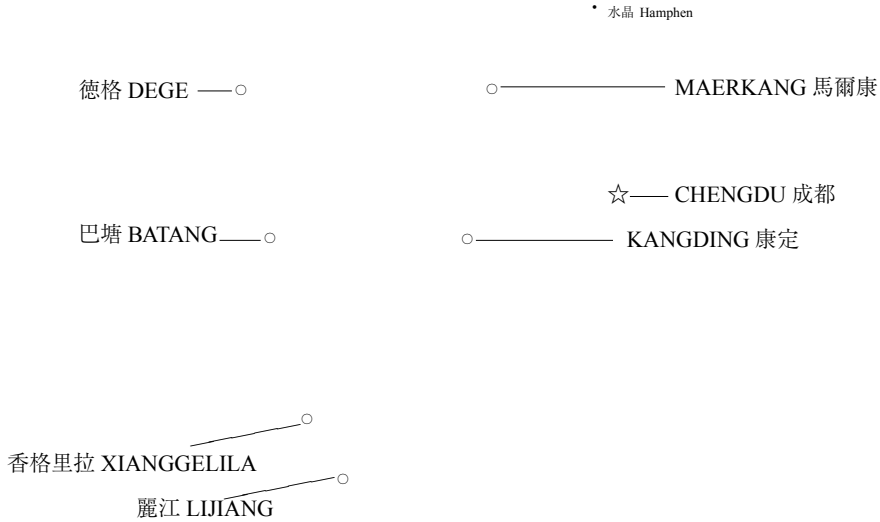 水晶 Hamphen
徳格 DEGE
MAERKANG 馬爾康
CHENGDU 成都
巴塘 BATANG
KANGDING 康定
香格里拉 XIANGGELILA
麗江 LIJIANG